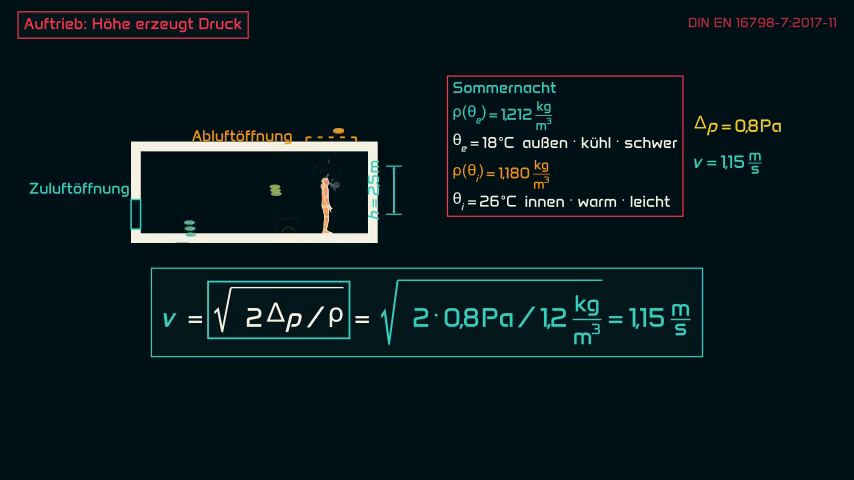 Auftrieb: Höhe erzeugt Druck
DIN EN 16798-7:2017-11
Sommernacht
ρ(θe) = 1,212 kg/m³
θe = 18°C außen · kühl · schwer
ρ(θi) = 1,180 kg/m³
θi = 26°C innen · warm · leicht
Δp = 0,8Pa
v = 1,15 m/s
Abluftöffnung
Zuluftöffnung
h = 2,5m
v = √ 2 Δp / ρ = √ 2 · 0,8Pa / 1,2 kg/m³ = 1,15 m/s